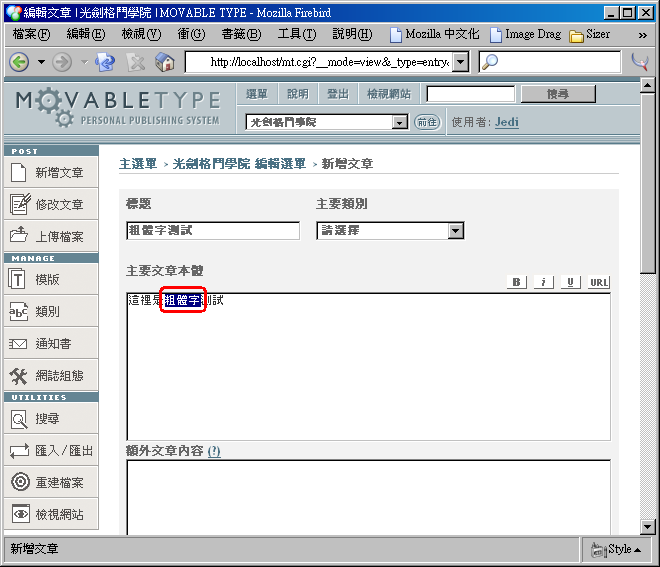 編輯文章 | 光劍格鬥學院 | MOVABLE TYPE - Mozilla Firebird
檔案(F) 編輯(E) 檢視(V) 衝(G) 書籤(B) 工具(T) 說明(H) Mozilla 中文化 Image Drag Sizer »
http://localhost/mt.cgi?__mode=view&_type=entry&
MOVABLETYPE
PERSONAL PUBLISHING SYSTEM
選單 說明 登出 檢視網站 搜尋
光劍格鬥學院 前往 使用者: Jedi
POST
新增文章
修改文章
上傳檔案
MANAGE
模版
類別
通知書
網誌組態
UTILITIES
搜尋
匯入/匯出
重建檔案
檢視網站
主選單 > 光劍格鬥學院 編輯選單 > 新增文章
標題 主要類別
粗體字測試 請選擇
主要文章本體
B i U URL
這裡是粗體字測試
額外文章內容 (?)
新增文章 Style